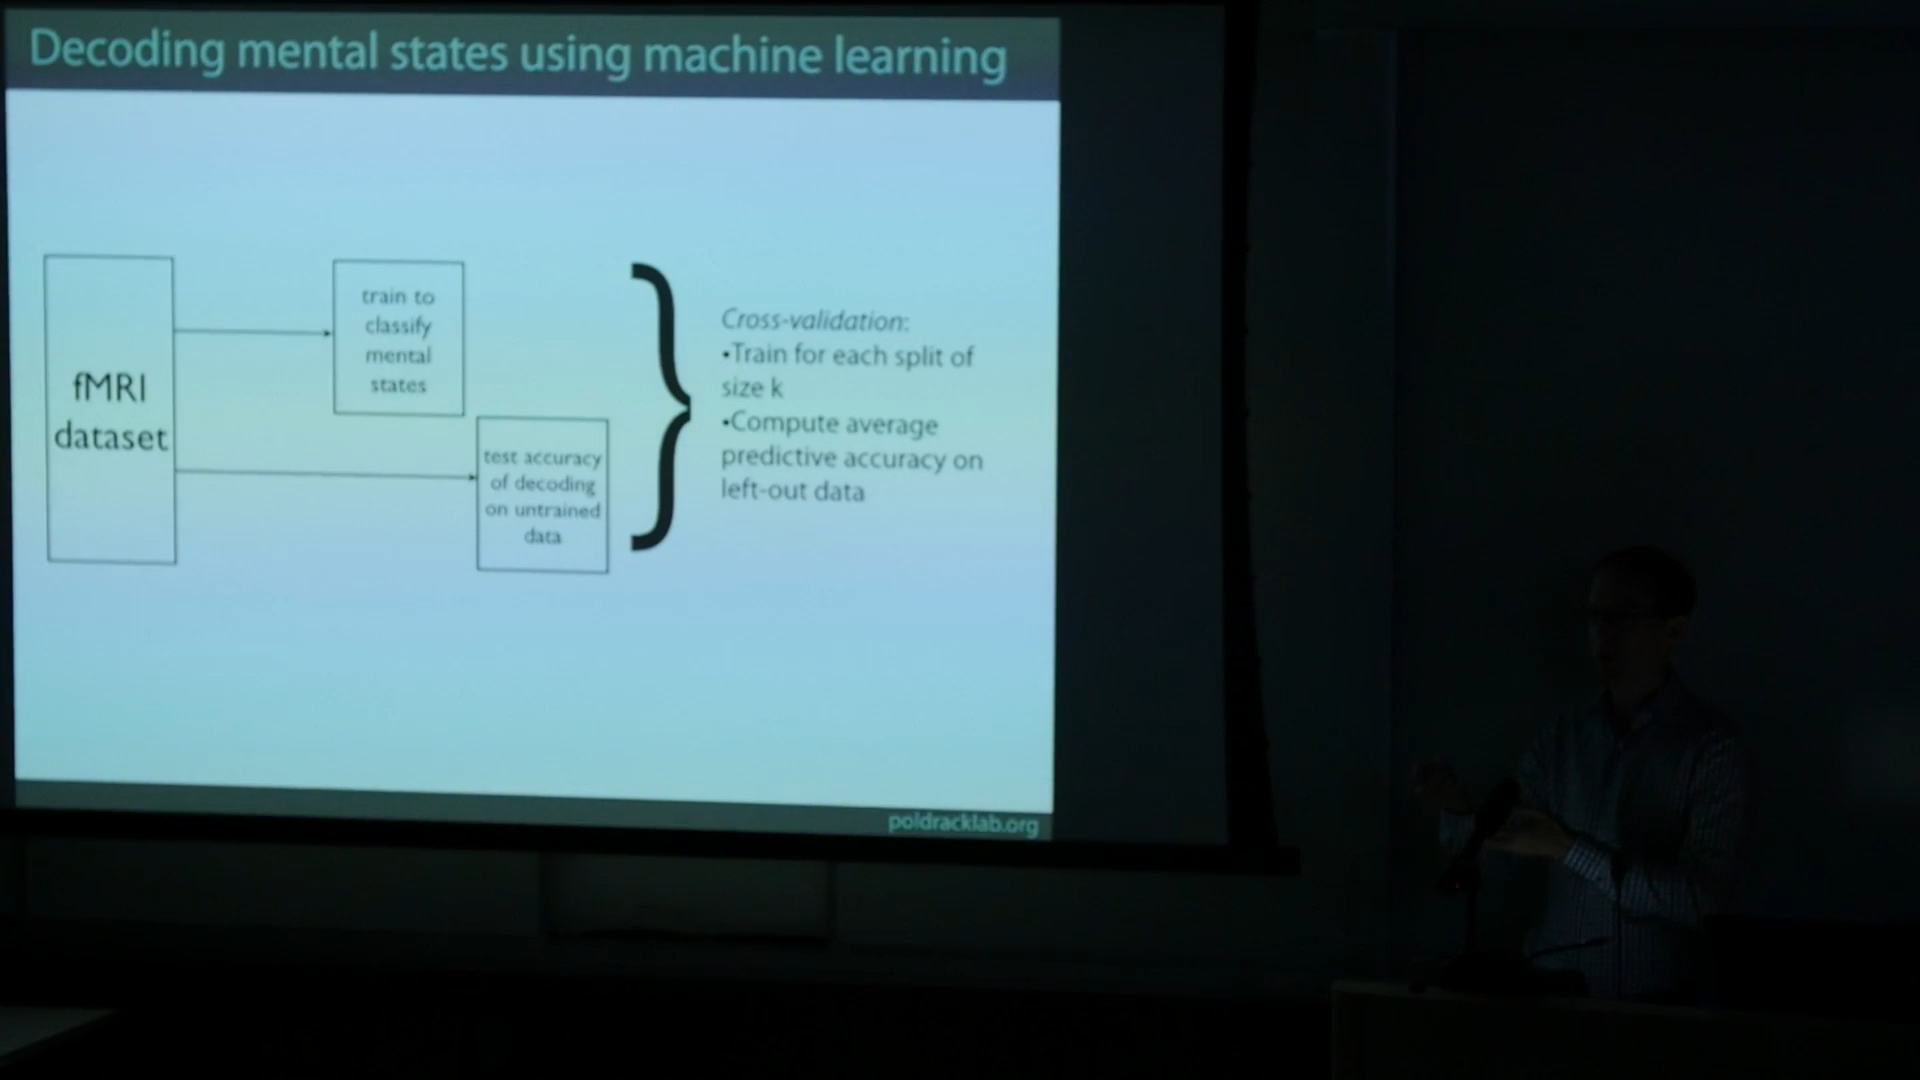 Decoding mental states using machine learning
fMRI
dataset
train to
classify
mental
states
test accuracy
of decoding
on untrained
data
Cross-validation:
•Train for each split of
size k
•Compute average
predictive accuracy on
left-out data
poldracklab.org